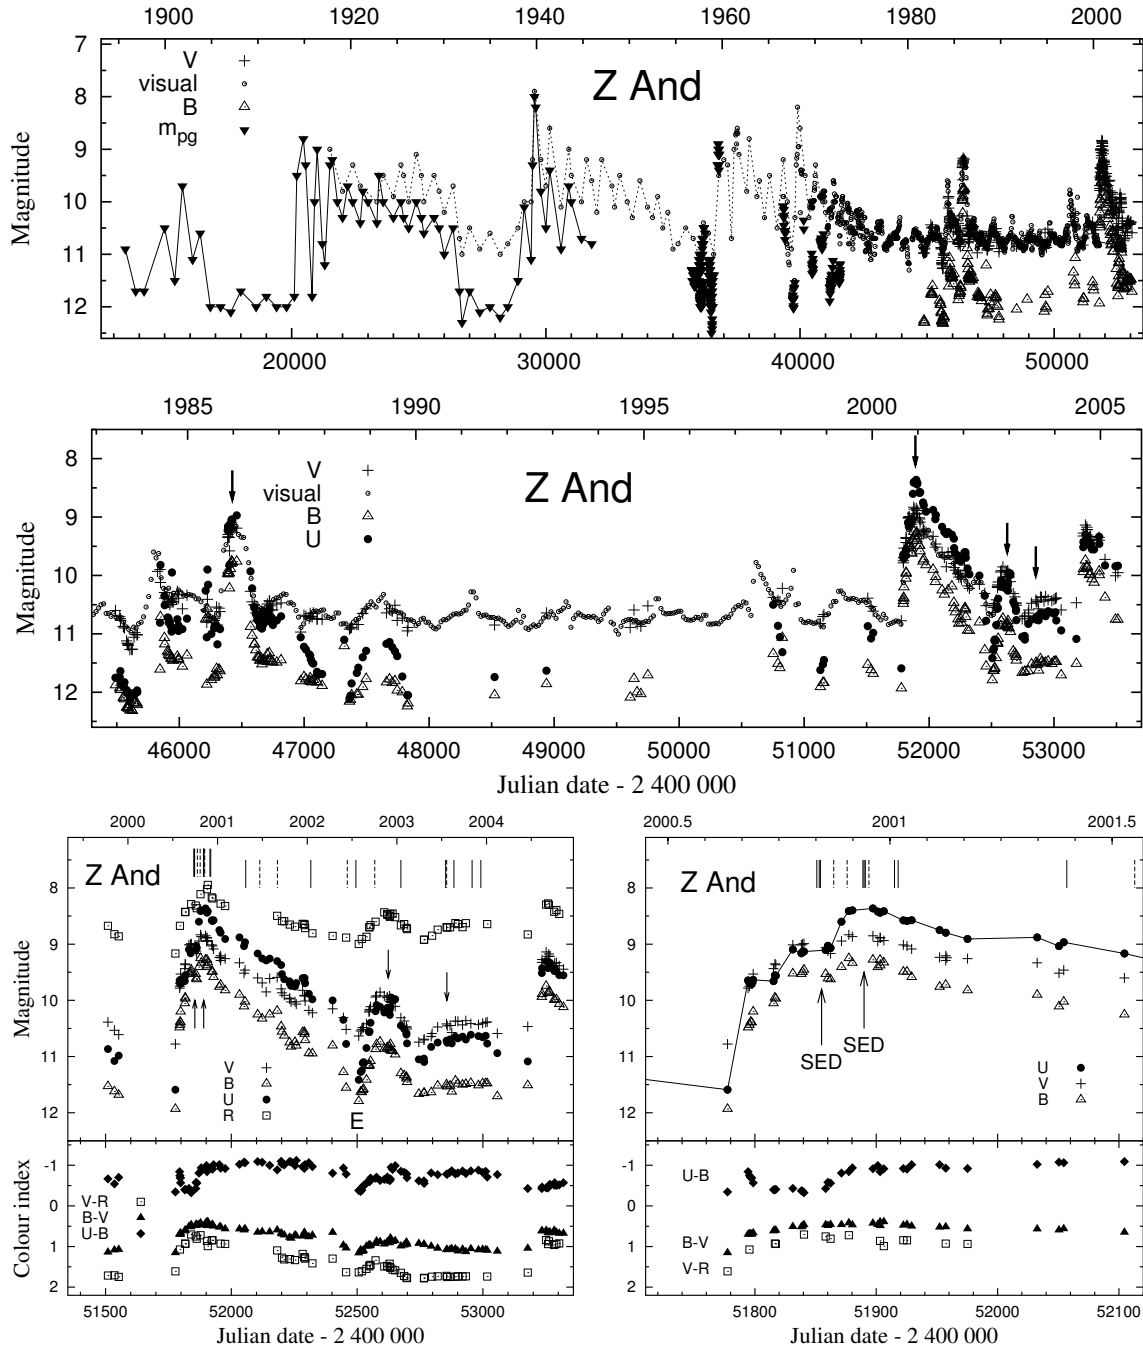 1900 1920 1940 1960 1980 2000
7
8
9
10
11
12
Magnitude
V
visual
B
mpg
Z And
20000 30000 40000 50000
1985 1990 1995 2000 2005
8
9
10
11
12
Magnitude
V
visual
B
U
Z And
46000 47000 48000 49000 50000 51000 52000 53000
Julian date - 2 400 000
2000 2001 2002 2003 2004
8
9
10
11
12
Magnitude
Z And
V
B
U
R
E
-1
0
1
2
Colour index
V-R
B-V
U-B
51500 52000 52500 53000
Julian date - 2 400 000
2000.5 2001 2001.5
8
9
10
11
12
Z And
SED
SED
U
V
B
-1
0
1
2
U-B
B-V
V-R
51800 51900 52000 52100
Julian date - 2 400 000